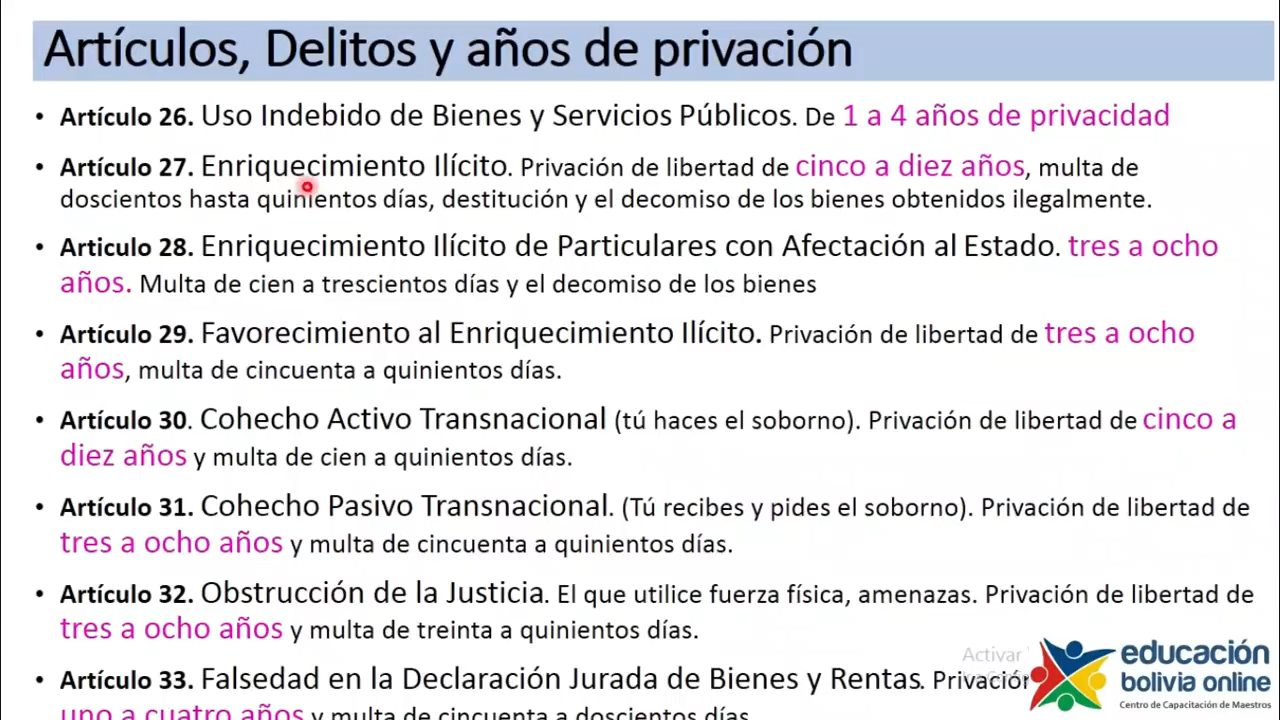 Artículos, Delitos y años de privación
• Artículo 26. Uso Indebido de Bienes y Servicios Públicos. De 1 a 4 años de privacidad
• Artículo 27. Enriquecimiento Ilícito. Privación de libertad de cinco a diez años, multa de
doscientos hasta quinientos días, destitución y el decomiso de los bienes obtenidos ilegalmente.
• Articulo 28. Enriquecimiento Ilícito de Particulares con Afectación al Estado. tres a ocho
años. Multa de cien a trescientos días y el decomiso de los bienes
• Artículo 29. Favorecimiento al Enriquecimiento Ilícito. Privación de libertad de tres a ocho
años, multa de cincuenta a quinientos días.
• Artículo 30. Cohecho Activo Transnacional (tú haces el soborno). Privación de libertad de cinco a
diez años y multa de cien a quinientos días.
• Artículo 31. Cohecho Pasivo Transnacional. (Tú recibes y pides el soborno). Privación de libertad de
tres a ocho años y multa de cincuenta a quinientos días.
• Artículo 32. Obstrucción de la Justicia. El que utilice fuerza física, amenazas. Privación de libertad de
tres a ocho años y multa de treinta a quinientos días.
• Artículo 33. Falsedad en la Declaración Jurada de Bienes y Rentas. Privación
uno a cuatro años y multa de cincuenta a doscientos días
Activar
educación
bolivia online
Centro de Capacitación de Maestros